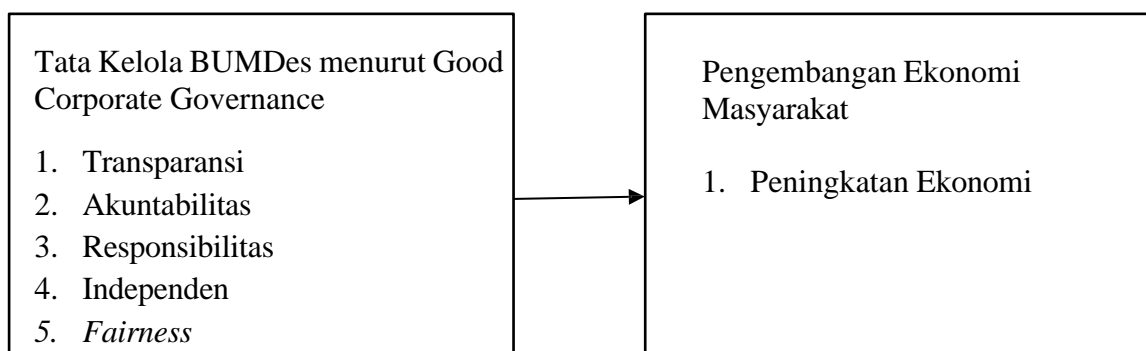 Tata Kelola BUMDes menurut Good
Corporate Governance
1. Transparansi
2. Akuntabilitas
3. Responsibilitas
4. Independen
5. Fairness
Pengembangan Ekonomi
Masyarakat
1. Peningkatan Ekonomi